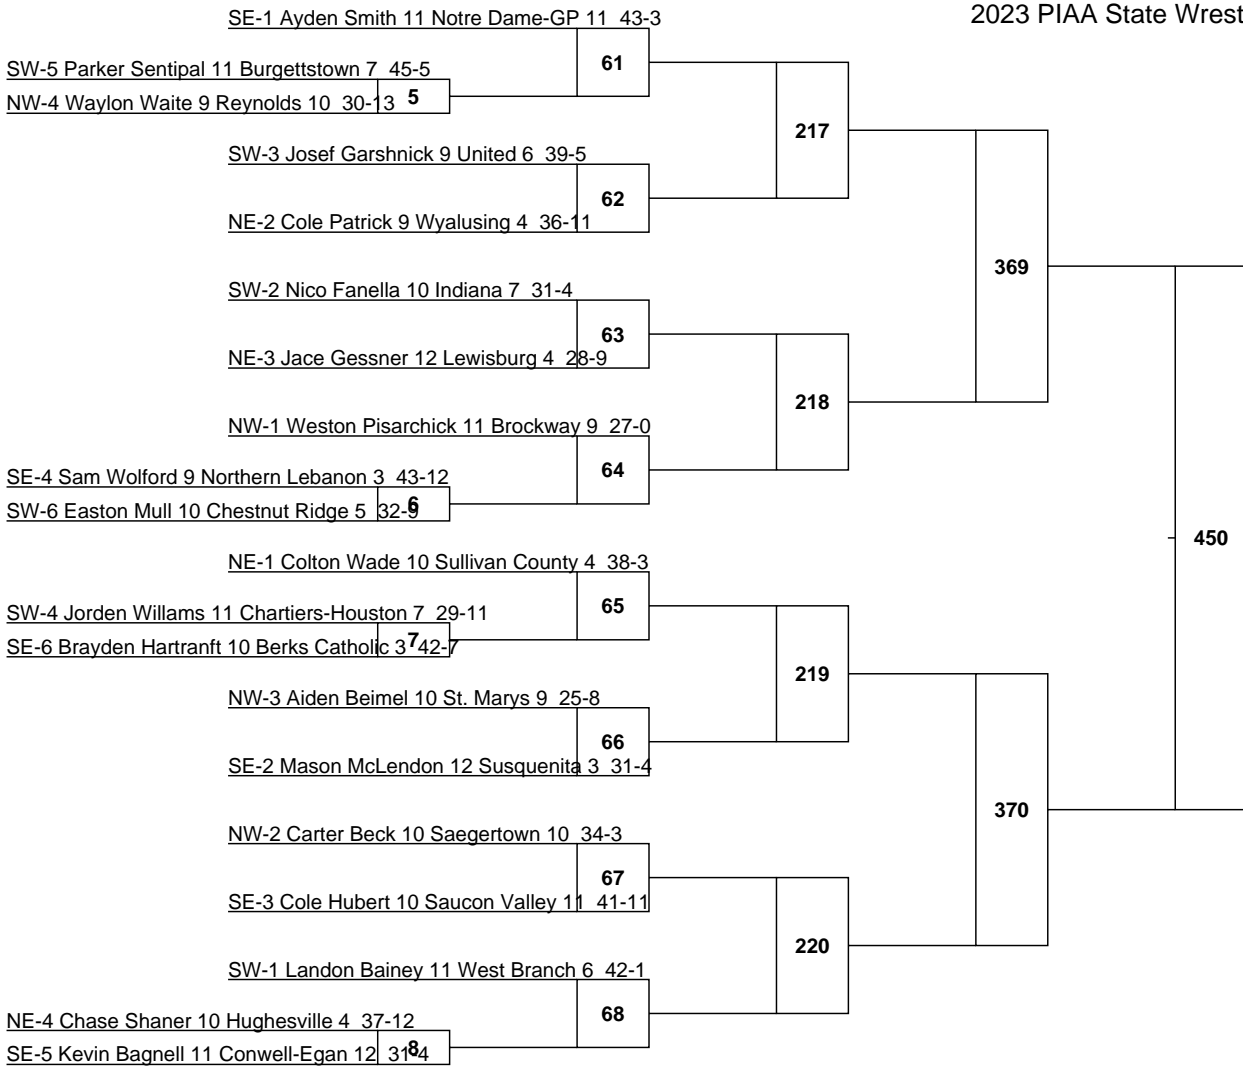 SE-1 Ayden Smith 11 Notre Dame-GP 11 43-3
2023 PIAA State Wrest
61
SW-5 Parker Sentipal 11 Burgettstown 7 45-5
5
NW-4 Waylon Waite 9 Reynolds 10 30-13
217
SW-3 Josef Garshnick 9 United 6 39-5
62
NE-2 Cole Patrick 9 Wyalusing 4 36-11
369
SW-2 Nico Fanella 10 Indiana 7 31-4
63
NE-3 Jace Gessner 12 Lewisburg 4 28-9
218
NW-1 Weston Pisarchick 11 Brockway 9 27-0
64
SE-4 Sam Wolford 9 Northern Lebanon 3 43-12
6
SW-6 Easton Mull 10 Chestnut Ridge 5 32-9
450
NE-1 Colton Wade 10 Sullivan County 4 38-3
65
SW-4 Jorden Willams 11 Chartiers-Houston 7 29-11
7
SE-6 Brayden Hartranft 10 Berks Catholic 3 42-7
219
NW-3 Aiden Beimel 10 St. Marys 9 25-8
66
SE-2 Mason McLendon 12 Susquenita 3 31-4
370
NW-2 Carter Beck 10 Saegertown 10 34-3
67
SE-3 Cole Hubert 10 Saucon Valley 11 41-11
220
SW-1 Landon Bainey 11 West Branch 6 42-1
68
NE-4 Chase Shaner 10 Hughesville 4 37-12
8
SE-5 Kevin Bagnell 11 Conwell-Egan 12 31-4